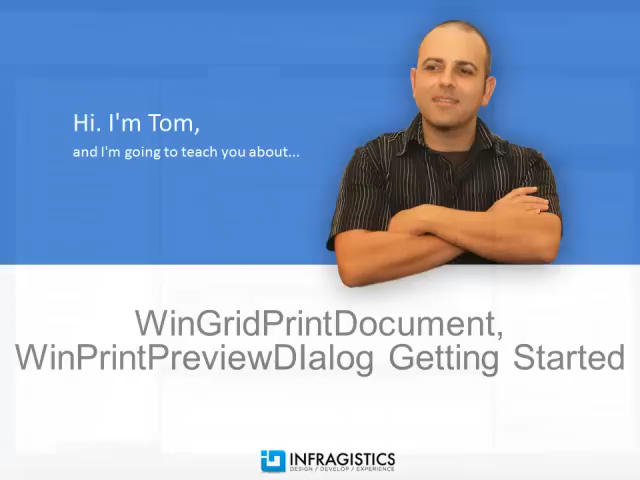 Hi. I'm Tom,
and I'm going to teach you about...
WinGridPrintDocument,
WinPrintPreviewDIalog Getting Started
INFRAGISTICS
DESIGN / DEVELOP / EXPERIENCE